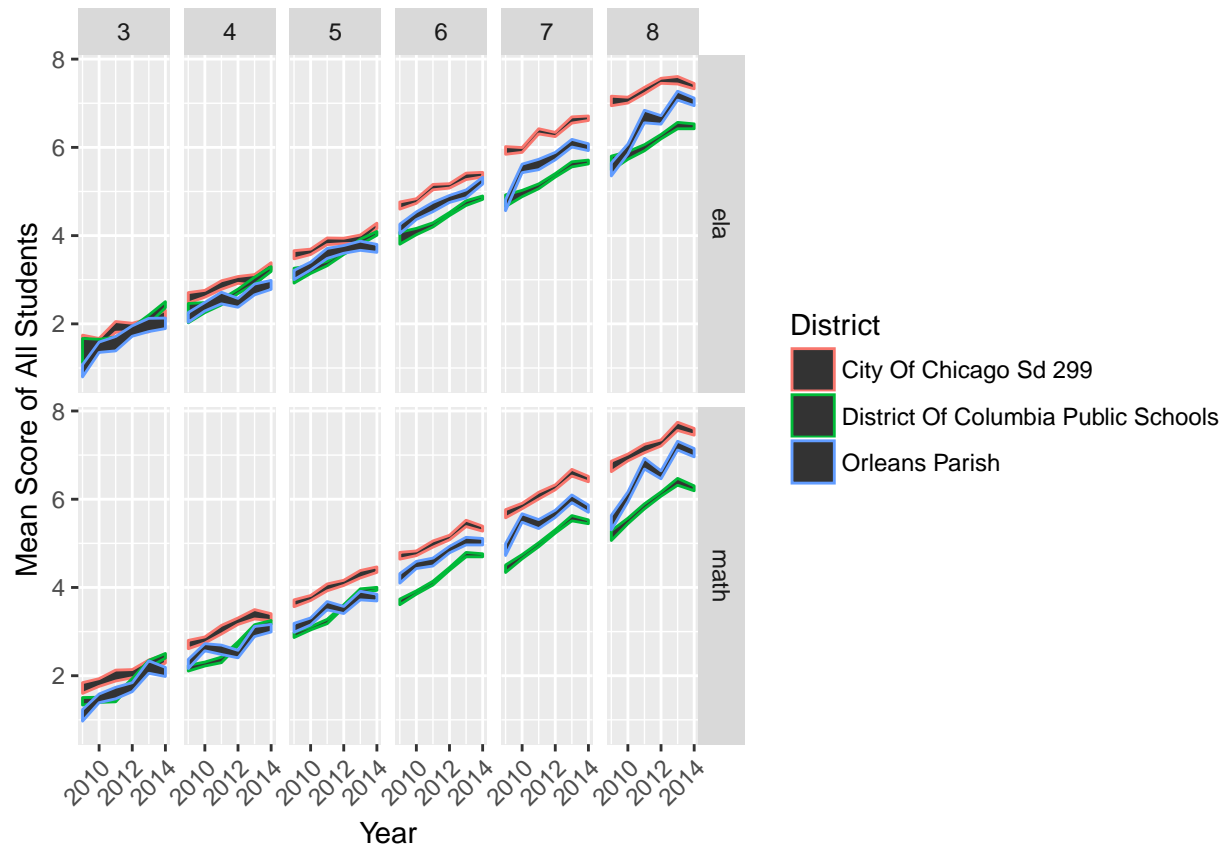 3 4 5 6 7 8
8
6
4
2
ela
8
6
4
2
math
2010 2012 2014 2010 2012 2014 2010 2012 2014 2010 2012 2014 2010 2012 2014 2010 2012 2014
Year
Mean Score of All Students
District
City Of Chicago Sd 299
District Of Columbia Public Schools
Orleans Parish